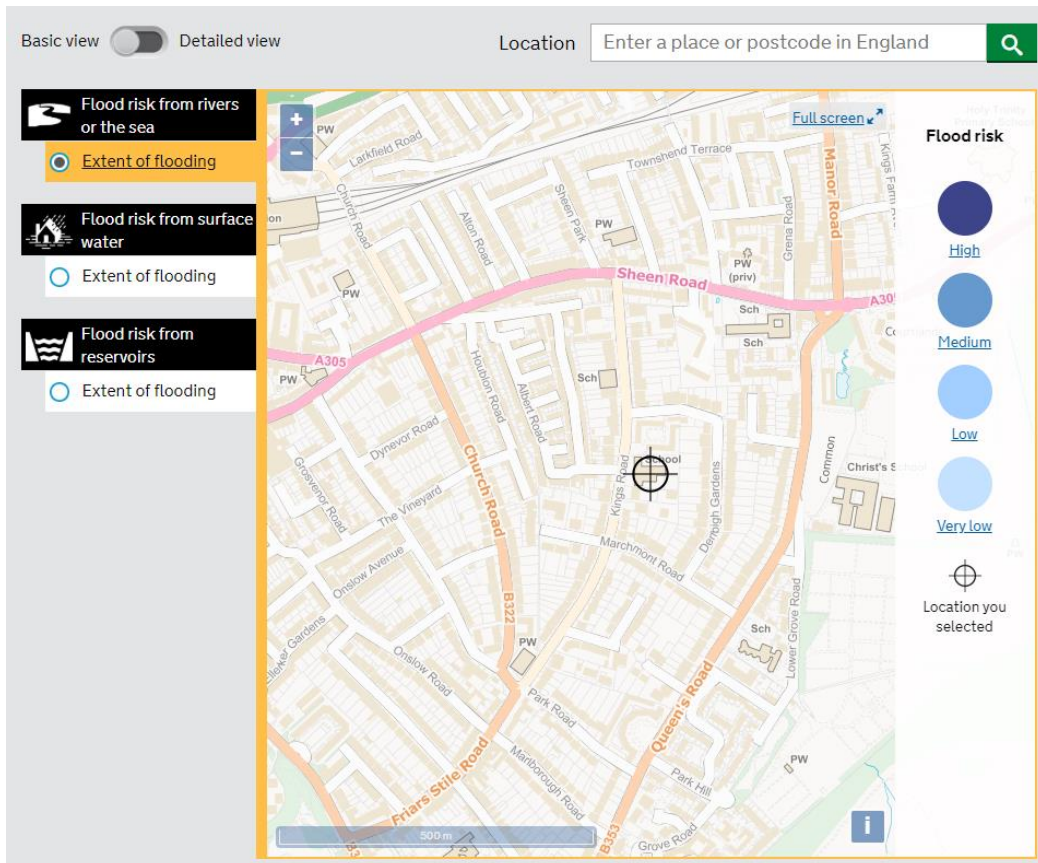 Basic view
Detailed view
Location
Enter a place or postcode in England
Flood risk from rivers
or the sea
Extent of flooding
Flood risk from surface
water
Extent of flooding
Flood risk from
reservoirs
Extent of flooding
+
−
Full screen
Flood risk
High
Medium
Low
Very low
Location you
selected
PW
Larkfield Road
Church Road
Townshend Terrace
Manor Road
Kings Farm
Alton Road
Sheen Park
PW
Grena Road
PW
(priv)
Sheen Road
PW
Sch
Sch
A305
PW
Houblon Road
Albert Road
Sch
Dynevor Road
Church Road
Grosvenor Road
The Vineyard
School
Kings Road
Denbigh Gardens
Common
Christ's
Onslow Avenue
Marchmont Road
B322
Gardens
Onslow Road
PW
Sch
Lower Grove Road
Queen's Road
Park Road
Friars Stile Road
Marlborough Road
Park Hill
PW
500 m
B353
Grove Road
i